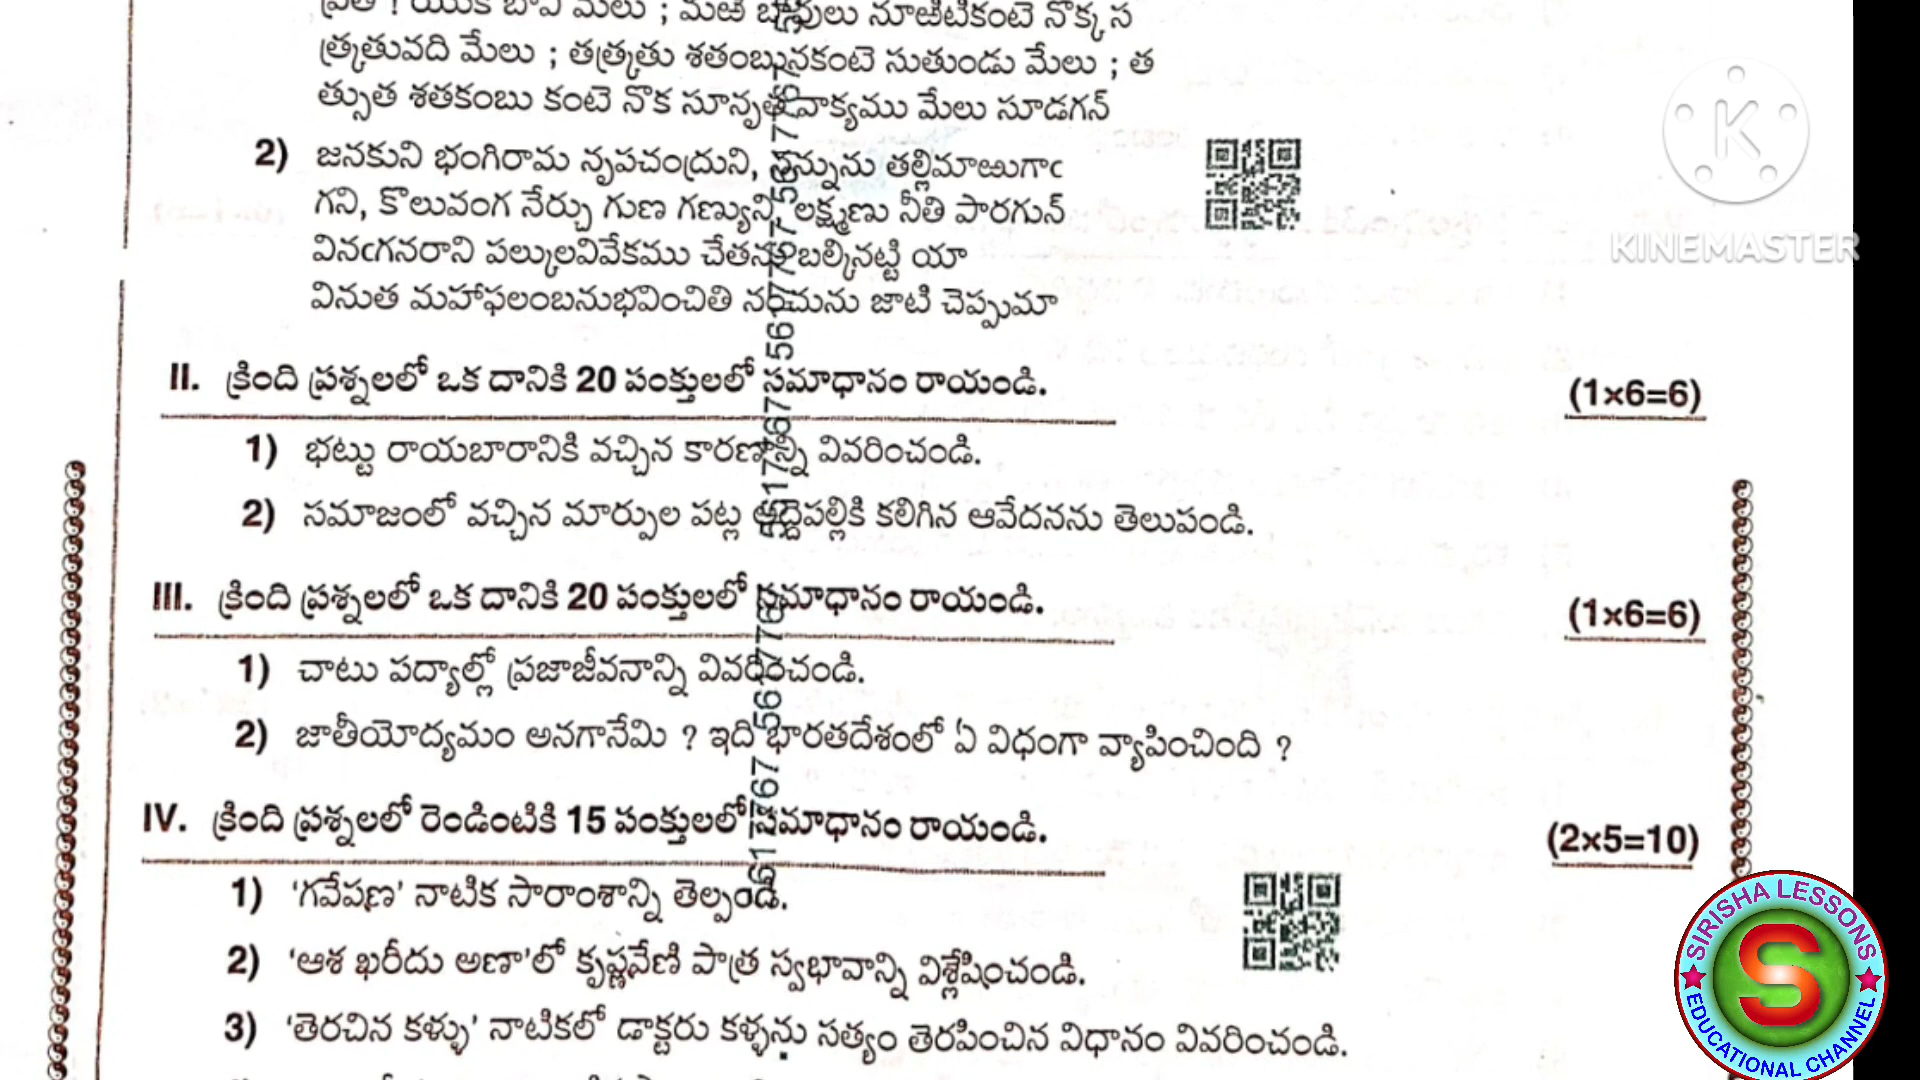 మేలు ; మఱి బావులు నూఱిటికంటె నొక్క స
త్క్రతువది మేలు ; తత్క్రతు శతంబునకంటె సుతుండు మేలు ; త
త్సుత శతకంబు కంటె నొక సూనృత వాక్యము మేలు సూడగన్
2) జనకుని భంగిరామ నృపచంద్రుని, నన్నును తల్లిమాఱుగాఁ
గని, కొలువంగ నేర్చు గుణ గణ్యుని, లక్ష్మణు నీతి పారగున్
వినఁగనరాని పల్కులవివేకము చేతనఁ బల్కినట్టి యా
వినుత మహాఫలంబనుభవించితి నంచును జాటి చెప్పుమా
II. క్రింది ప్రశ్నలలో ఒక దానికి 20 పంక్తులలో సమాధానం రాయండి. (1×6=6)
1) భట్టు రాయబారానికి వచ్చిన కారణాన్ని వివరించండి.
2) సమాజంలో వచ్చిన మార్పుల పట్ల అద్దేపల్లికి కలిగిన ఆవేదనను తెలుపండి.
III. క్రింది ప్రశ్నలలో ఒక దానికి 20 పంక్తులలో సమాధానం రాయండి. (1×6=6)
1) చాటు పద్యాల్లో ప్రజాజీవనాన్ని వివరించండి.
2) జాతీయోద్యమం అనగానేమి ? ఇది భారతదేశంలో ఏ విధంగా వ్యాపించింది ?
IV. క్రింది ప్రశ్నలలో రెండింటికి 15 పంక్తులలో సమాధానం రాయండి. (2×5=10)
1) 'గవేషణ' నాటిక సారాంశాన్ని తెల్పండి.
2) 'ఆశ ఖరీదు అణా'లో కృష్ణవేణి పాత్ర స్వభావాన్ని విశ్లేషించండి.
3) 'తెరచిన కళ్ళు' నాటికలో డాక్టరు కళ్ళను సత్యం తెరపించిన విధానం వివరించండి.
K
KINEMASTER
SIRISHA LESSONS
S
EDUCATIONAL CHANNEL